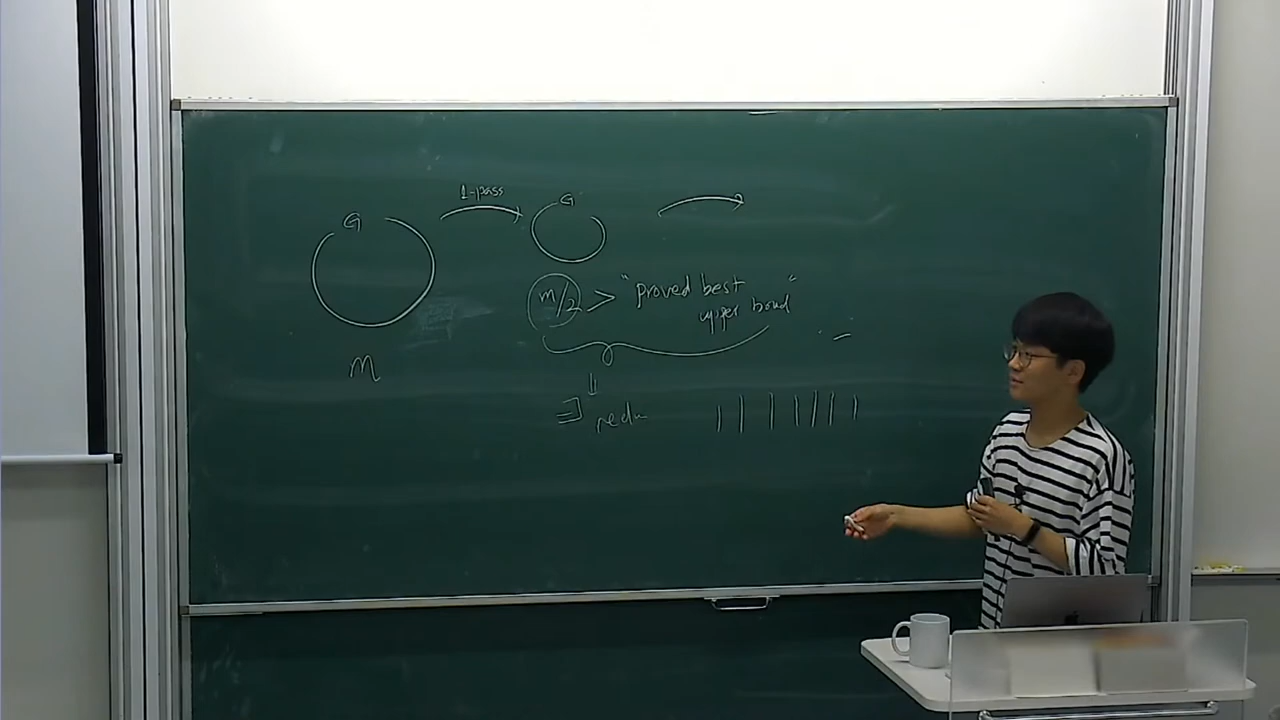 1-pass
G
G
m/2 > "proved best
upper bound"
m
∃ redu